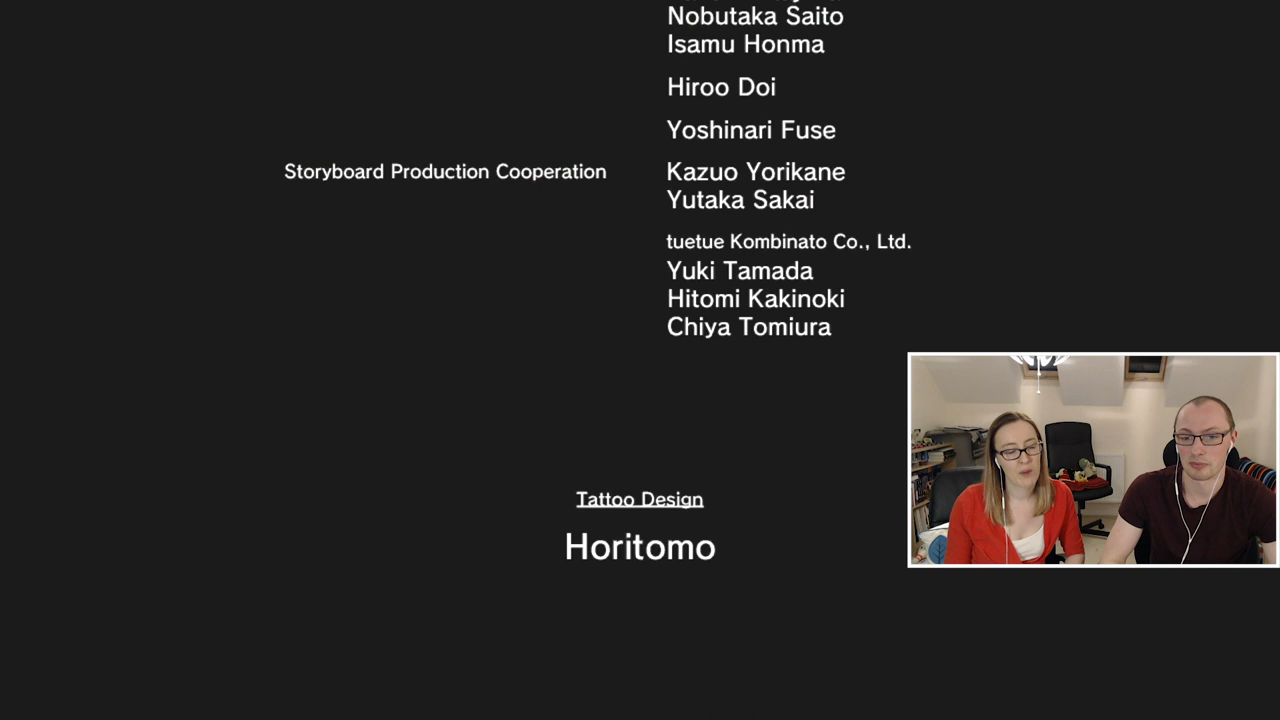 Nobutaka Saito
Isamu Honma
Hiroo Doi
Yoshinari Fuse
Storyboard Production Cooperation
Kazuo Yorikane
Yutaka Sakai
tuetue Kombinato Co., Ltd.
Yuki Tamada
Hitomi Kakinoki
Chiya Tomiura
Tattoo Design
Horitomo